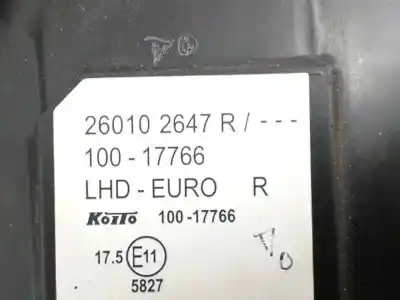 26010 2647 R / - - -
100 - 17766
LHD - EURO R
KOITO 100-17766
17.5 E11
5827